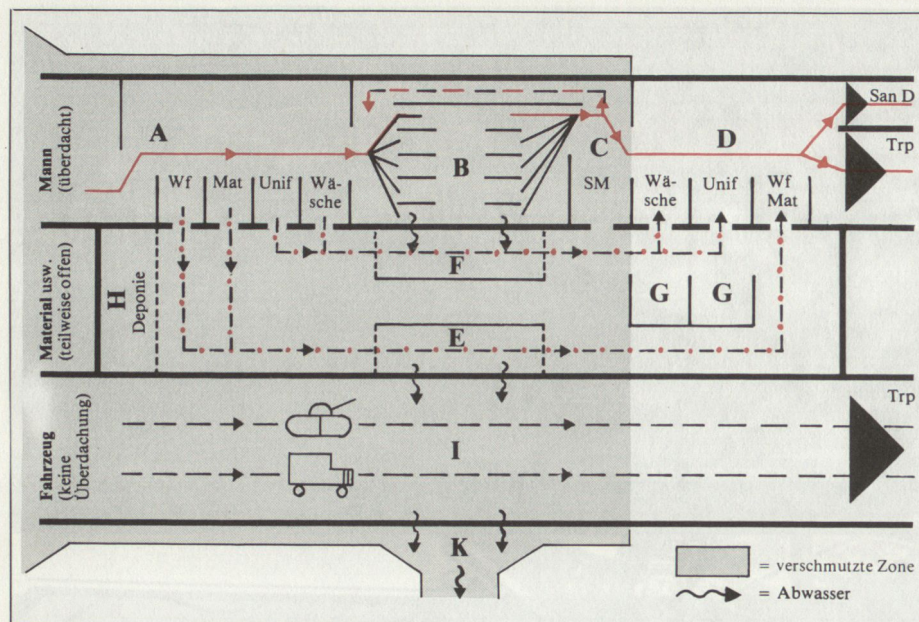 San D
Trp
Mann
(überdacht)
A
B
C
D
Wf
Mat
Unif
Wä-
sche
SM
Wä-
sche
Unif
Wf
Mat
Material usw.
(teilweise offen)
H
Deponie
F
E
G
G
Fahrzeug
(keine
Überdachung)
Trp
I
K
= verschmutzte Zone
= Abwasser